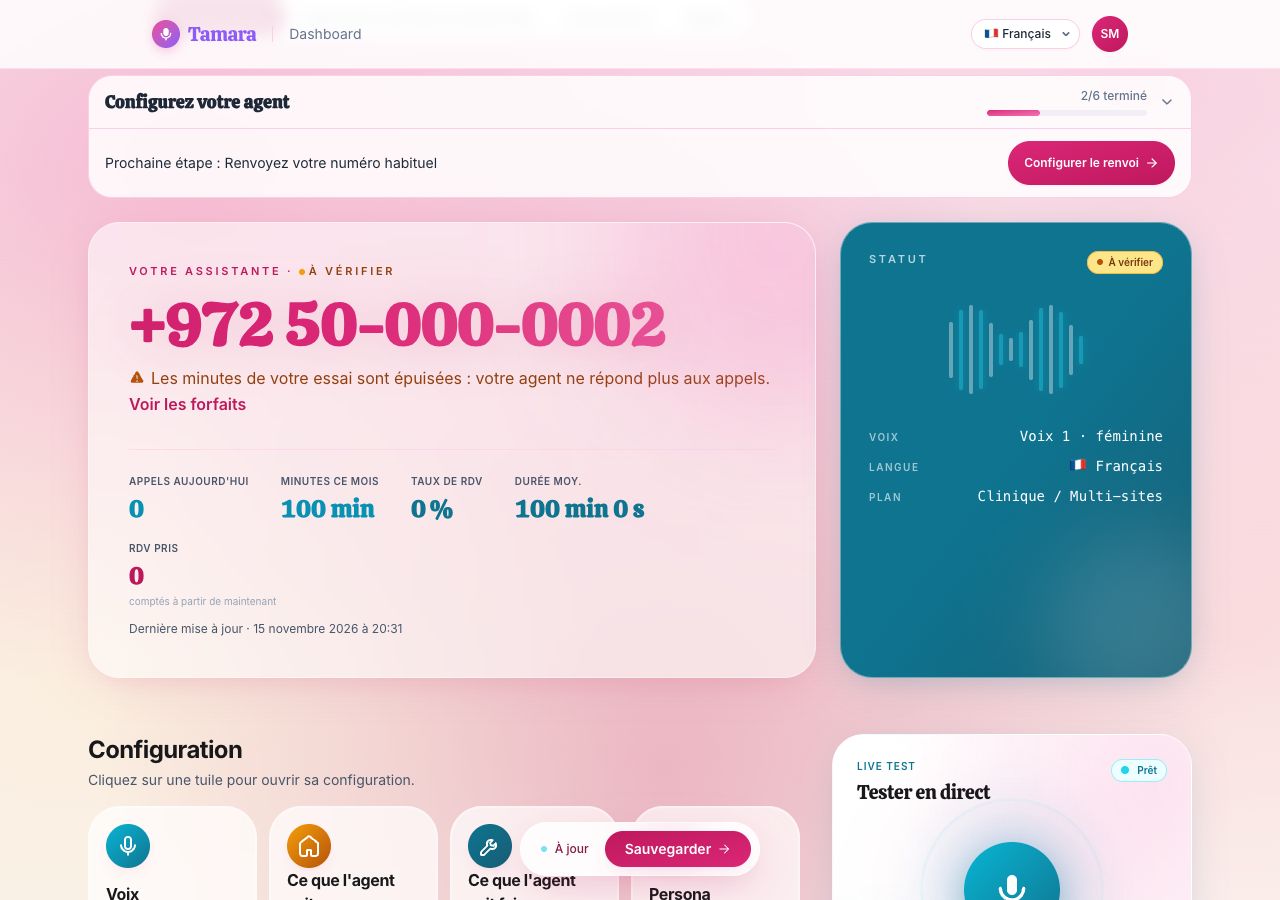 Tamara
Dashboard
🇫🇷 Français
SM
Configurez votre agent
2/6 terminé
Prochaine étape : Renvoyez votre numéro habituel
Configurer le renvoi →
VOTRE ASSISTANTE · À VÉRIFIER
+972 50-000-0002
Les minutes de votre essai sont épuisées : votre agent ne répond plus aux appels.
Voir les forfaits
APPELS AUJOURD'HUI
0
MINUTES CE MOIS
100 min
TAUX DE RDV
0 %
DURÉE MOY.
100 min 0 s
RDV PRIS
0
comptés à partir de maintenant
Dernière mise à jour · 15 novembre 2026 à 20:31
STATUT
À vérifier
VOIX
Voix 1 · féminine
LANGUE
🇫🇷 Français
PLAN
Clinique / Multi-sites
Configuration
Cliquez sur une tuile pour ouvrir sa configuration.
Voix
Ce que l'agent
Ce que l'agent
Persona
À jour
Sauvegarder →
LIVE TEST
Prêt
Tester en direct